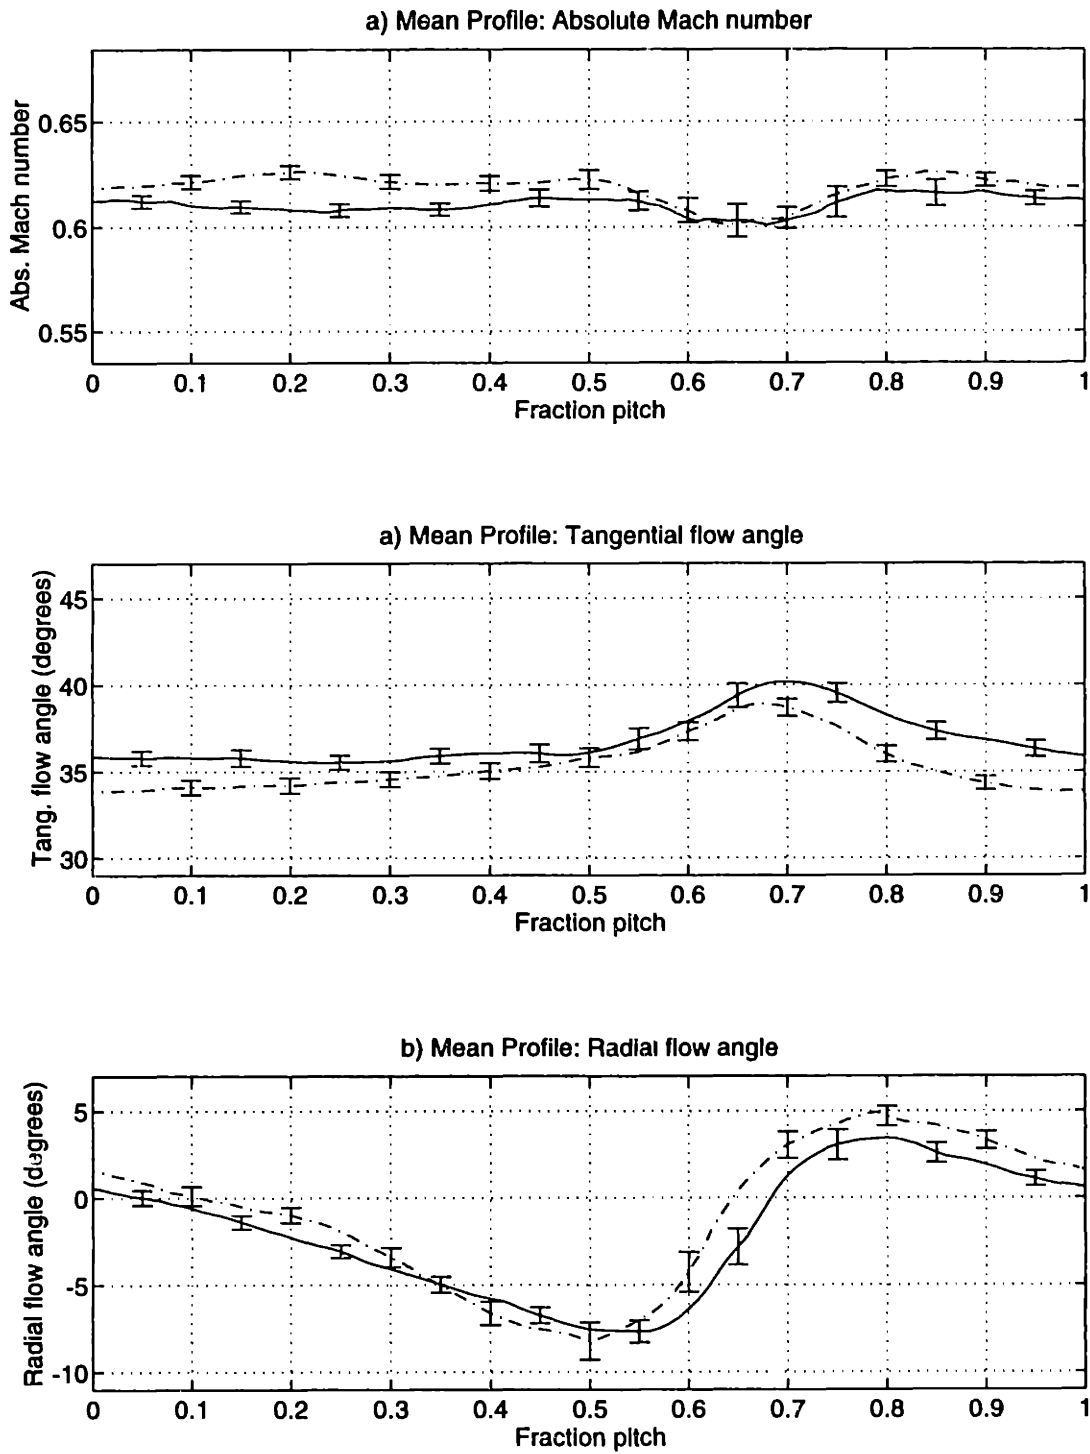 a) Mean Profile: Absolute Mach number
Abs. Mach number
0.65
0.6
0.55
0 0.1 0.2 0.3 0.4 0.5 0.6 0.7 0.8 0.9 1
Fraction pitch
a) Mean Profile: Tangential flow angle
Tang. flow angle (degrees)
45
40
35
30
0 0.1 0.2 0.3 0.4 0.5 0.6 0.7 0.8 0.9 1
Fraction pitch
b) Mean Profile: Radial flow angle
Radial flow angle (degrees)
5
0
-5
-10
0 0.1 0.2 0.3 0.4 0.5 0.6 0.7 0.8 0.9 1
Fraction pitch